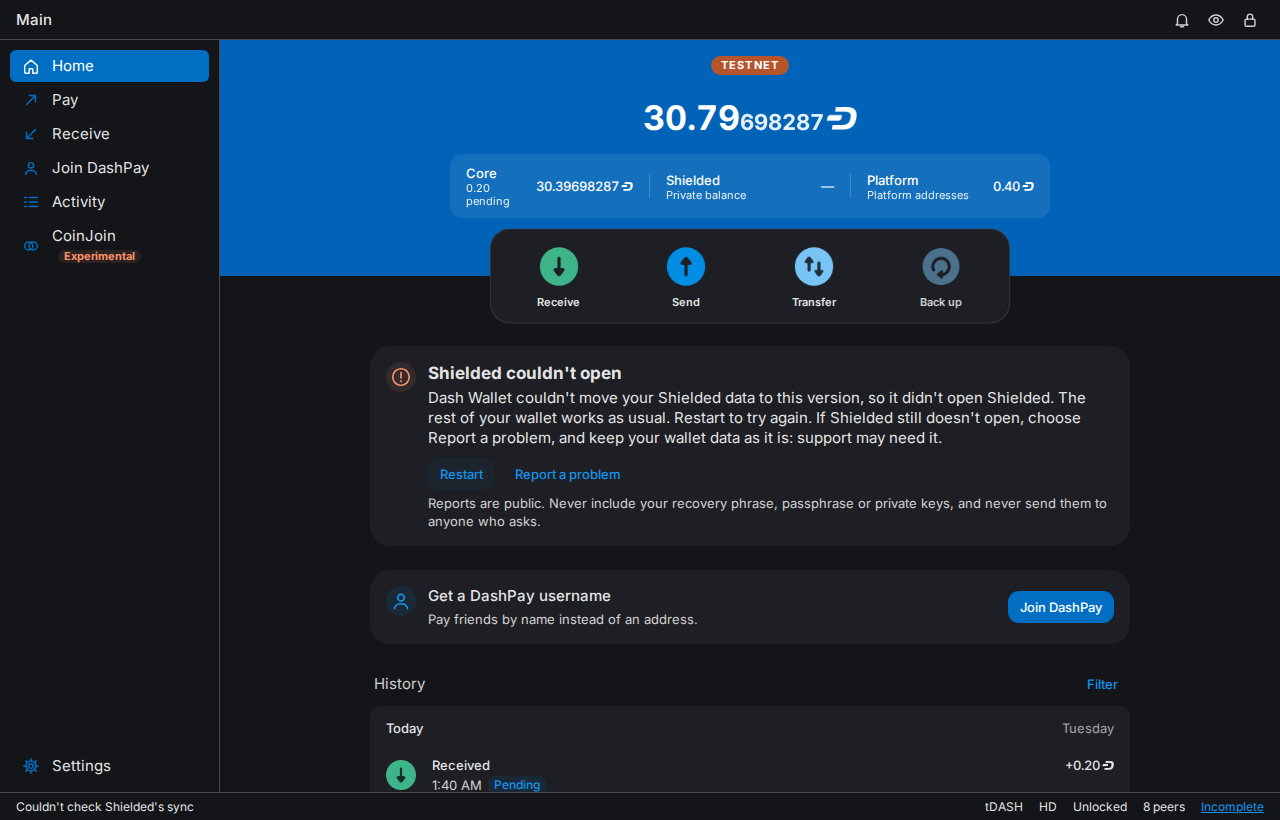 Main
Home
Pay
Receive
Join DashPay
Activity
CoinJoin
Experimental
Settings
TESTNET
30.79698287
Core
0.20
pending
30.39698287
Shielded
Private balance
—
Platform
Platform addresses
0.40
Receive
Send
Transfer
Back up
Shielded couldn't open
Dash Wallet couldn't move your Shielded data to this version, so it didn't open Shielded. The
rest of your wallet works as usual. Restart to try again. If Shielded still doesn't open, choose
Report a problem, and keep your wallet data as it is: support may need it.
Restart
Report a problem
Reports are public. Never include your recovery phrase, passphrase or private keys, and never send them to
anyone who asks.
Get a DashPay username
Pay friends by name instead of an address.
Join DashPay
History
Filter
Today
Tuesday
Received
+0.20
1:40 AM
Pending
Couldn't check Shielded's sync
tDASH
HD
Unlocked
8 peers
Incomplete